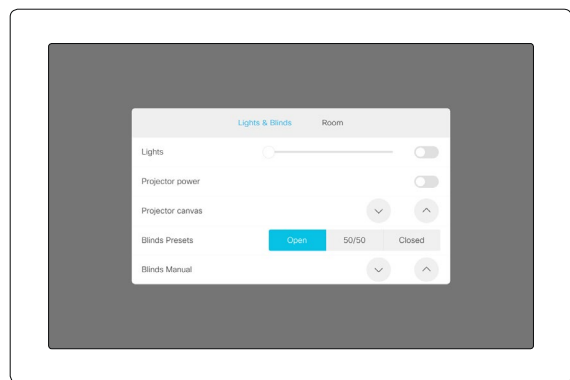 Lights & Blinds Room
Lights
Projector power
Projector canvas
Blinds Presets Open 50/50 Closed
Blinds Manual